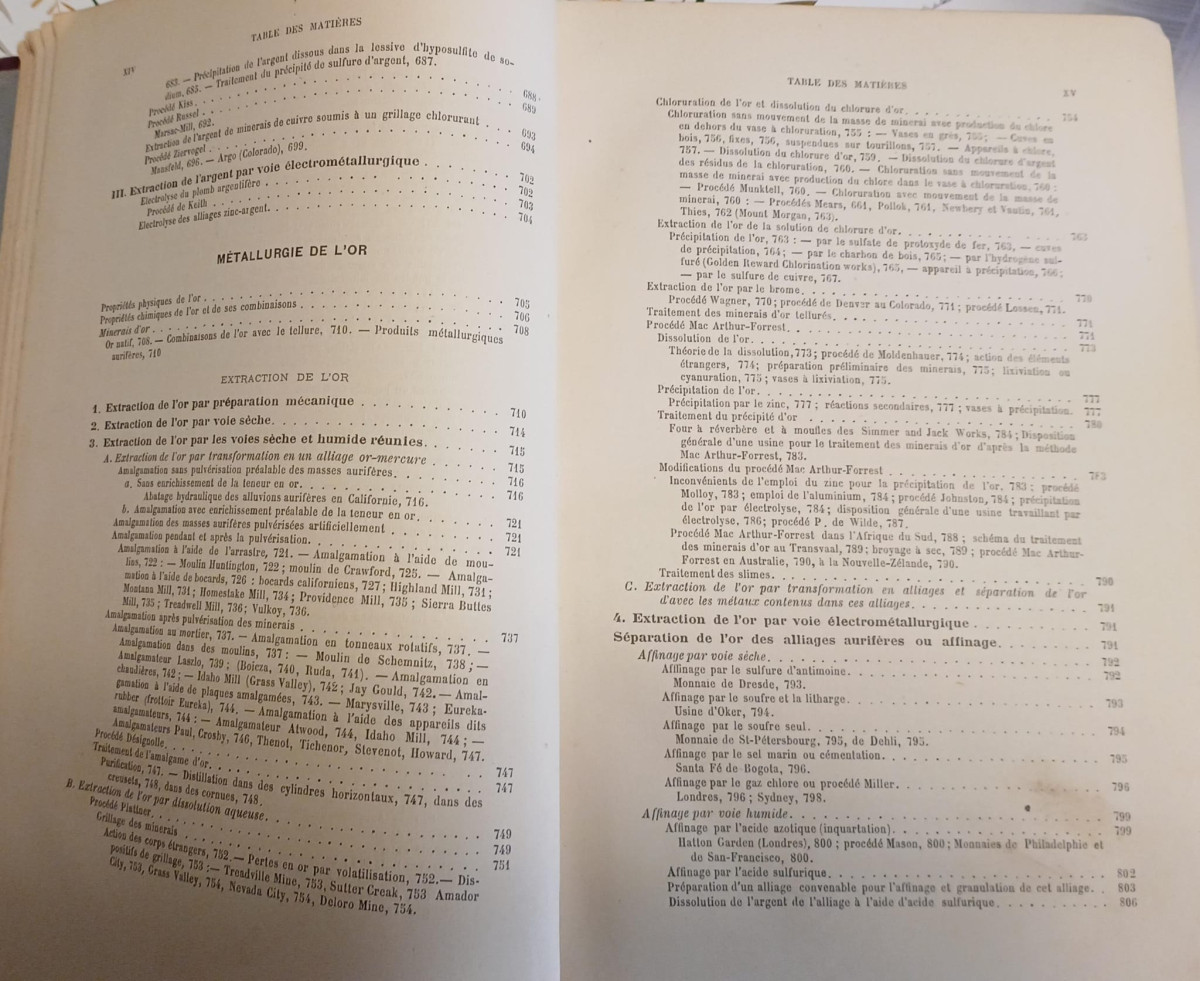 XIV
TABLE DES MATIÈRES
683. — Précipitation de l'argent dissous dans la lessive d'hyposulfite de so-
dium, 685. — Traitement du précipité de sulfure d'argent, 687.
Procédé Kiss. . . . . . . . . . 688
Procédé Russel . . . . . . . . . . 689
Marsac-Mill, 692.
Extraction de l'argent de minerais de cuivre soumis à un grillage chlorurant . . . 693
Procédé Ziervogel . . . . . . . . . . 694
Mansfeld, 696. — Argo (Colorado), 699.
III. Extraction de l'argent par voie électrométallurgique . . . . . 702
Electrolyse du plomb argentifère . . . . . . . . . . 702
Procédé de Keith . . . . . . . . . . 703
Electrolyse des alliages zinc-argent. . . . . . . . . . 704
MÉTALLURGIE DE L'OR
Propriétés physiques de l'or . . . . . . . . . . 705
Propriétés chimiques de l'or et de ses combinaisons . . . . . . . . . . 706
Minerais d'or . . . . . . . . . . 708
Or natif, 708. — Combinaisons de l'or avec le tellure, 710. — Produits métallurgiques
aurifères, 710
EXTRACTION DE L'OR
1. Extraction de l'or par préparation mécanique . . . . . . . . . . 710
2. Extraction de l'or par voie sèche. . . . . . . . . . 714
3. Extraction de l'or par les voies sèche et humide réunies. . . . . 715
A. Extraction de l'or par transformation en un alliage or-mercure . . . . . 715
Amalgamation sans pulvérisation préalable des masses aurifères. . . . . . 716
a. Sans enrichissement de la teneur en or. . . . . . . . . . 716
Abatage hydraulique des alluvions aurifères en Californie, 716.
b. Amalgamation avec enrichissement préalable de la teneur en or. . . . . . 721
Amalgamation des masses aurifères pulvérisées artificiellement . . . . . 721
Amalgamation pendant et après la pulvérisation. . . . . . . . . . 721
Amalgamation à l'aide de l'arrastre, 721. — Amalgamation à l'aide de mou-
lins, 722 : — Moulin Huntington, 722 ; moulin de Crawford, 725. — Amalga-
mation à l'aide de bocards, 726 : bocards californiens, 727 ; Highland Mill, 731 ;
Montana Mill, 731 ; Homestake Mill, 734 ; Providence Mill, 735 ; Sierra Buttes
Mill, 735 ; Treadwell Mill, 736 ; Vulkoy, 736.
Amalgamation après pulvérisation des minerais . . . . . . . . . . 737
Amalgamation au mortier, 737. — Amalgamation en tonneaux rotatifs, 737. —
Amalgamation dans des moulins, 737 : — Moulin de Schemnitz, 738 ; —
Amalgamateur Laszlo, 739 ; (Boicza, 740, Ruda, 741). — Amalgamation en
chaudières, 742 ; — Idaho Mill (Grass Valley), 742 ; Jay Gould, 742. — Amal-
gamation à l'aide de plaques amalgamées, 743. — Marysville, 743 ; Eureka-
rubber (frottoir Eureka), 744. — Amalgamation à l'aide des appareils dits
amalgamateurs, 744 : — Amalgamateur Atwood, 744, Idaho Mill, 744 ; —
Amalgamateurs Paul, Crosby, 746, Thenot, Tichenor, Stevenot, Howard, 747.
Procédé Désignolle. . . . . . . . . . 747
Traitement de l'amalgame d'or. . . . . . . . . . 747
Purification, 747. — Distillation dans des cylindres horizontaux, 747, dans des
creusets, 748, dans des cornues, 748.
B. Extraction de l'or par dissolution aqueuse. . . . . . . . . . 749
Procédé Plattner. . . . . . . . . . 749
Grillage des minerais . . . . . . . . . . 751
Action des corps étrangers, 752. — Pertes en or par volatilisation, 752. — Dis-
positifs de grillage, 753 : — Treadville Mine, 753, Sutter Creak, 753 Amador
City, 753, Grass Valley, 754, Nevada City, 754, Deloro Mine, 754.
TABLE DES MATIÈRES
XV
Chloruration de l'or et dissolution du chlorure d'or. . . . . . . . . . 754
Chloruration sans mouvement de la masse de minerai avec production du chlore
en dehors du vase à chloruration, 755 : — Vases en grès, 755 ; — Cuves en
bois, 756, fixes, 756, suspendues sur tourillons, 757. — Appareils à chlore,
757. — Dissolution du chlorure d'or, 759. — Dissolution du chlorure d'argent
des résidus de la chloruration, 760. — Chloruration sans mouvement de la
masse de minerai avec production du chlore dans le vase à chloruration, 760 :
— Procédé Munktell, 760. — Chloruration avec mouvement de la masse de
minerai, 760 : — Procédés Mears, 661, Pollok, 761, Newbery et Vautin, 761,
Thies, 762 (Mount Morgan, 763).
Extraction de l'or de la solution de chlorure d'or. . . . . . . . . . 763
Précipitation de l'or, 763 : — par le sulfate de protoxyde de fer, 763, — cuves
de précipitation, 764 ; — par le charbon de bois, 765 ; — par l'hydrogène sul-
furé (Golden Reward Chlorination works), 765, — appareil à précipitation, 766 ;
— par le sulfure de cuivre, 767.
Extraction de l'or par le brome. . . . . . . . . . 770
Procédé Wagner, 770 ; procédé de Denver au Colorado, 771 ; procédé Lossen, 771.
Traitement des minerais d'or tellurés. . . . . . . . . . 771
Procédé Mac Arthur-Forrest. . . . . . . . . . 771
Dissolution de l'or. . . . . . . . . . 773
Théorie de la dissolution, 773 ; procédé de Moldenhauer, 774 ; action des éléments
étrangers, 774; préparation préliminaire des minerais, 775 ; lixiviation ou
cyanuration, 775 ; vases à lixiviation, 775.
Précipitation de l'or. . . . . . . . . . 777
Précipitation par le zinc, 777 ; réactions secondaires, 777 ; vases à précipitation. 777
Traitement du précipité d'or . . . . . . . . . . 780
Four à réverbère et à moufles des Simmer and Jack Works, 784 ; Disposition
générale d'une usine pour le traitement des minerais d'or d'après la méthode
Mac Arthur-Forrest, 783.
Modifications du procédé Mac Arthur-Forrest . . . . . . . . . . 783
Inconvénients de l'emploi du zinc pour la précipitation de l'or. 783 ; procédé
Molloy, 783 ; emploi de l'aluminium, 784 ; procédé Johnston, 784 ; précipitation
de l'or par électrolyse, 784 ; disposition générale d'une usine travaillant par
électrolyse, 786; procédé P. de Wilde, 787.
Procédé Mac Arthur-Forrest dans l'Afrique du Sud, 788 ; schéma du traitement
des minerais d'or au Transvaal, 789 ; broyage à sec, 789 ; procédé Mac Arthur-
Forrest en Australie, 790, à la Nouvelle-Zélande, 790.
Traitement des slimes. . . . . . . . . . 790
C. Extraction de l'or par transformation en alliages et séparation de l'or
d'avec les métaux contenus dans ces alliages. . . . . . . . . . 791
4. Extraction de l'or par voie électrométallurgique . . . . . . . . . . 791
Séparation de l'or des alliages aurifères ou affinage. . . . . . . . . . 791
Affinage par voie sèche. . . . . . . . . . 792
Affinage par le sulfure d'antimoine. . . . . . . . . . 792
Monnaie de Dresde, 793.
Affinage par le soufre et la litharge. . . . . . . . . . 793
Usine d'Oker, 794.
Affinage par le soufre seul. . . . . . . . . . 794
Monnaie de St-Pétersbourg, 795, de Dehli, 795.
Affinage par le sel marin ou cémentation. . . . . . . . . . 795
Santa Fé de Bogota, 796.
Affinage par le gaz chlore ou procédé Miller. . . . . . . . . . 796
Londres, 796 ; Sydney, 798.
Affinage par voie humide. . . . . . . . . . 799
Affinage par l'acide azotique (inquartation). . . . . . . . . . 799
Hatton Garden (Londres), 800 ; procédé Mason, 800 ; Monnaies de Philadelphie et
de San-Francisco, 800.
Affinage par l'acide sulfurique. . . . . . . . . . 802
Préparation d'un alliage convenable pour l'affinage et granulation de cet alliage. . 803
Dissolution de l'argent de l'alliage à l'aide d'acide sulfurique. . . . . . . . . . 806